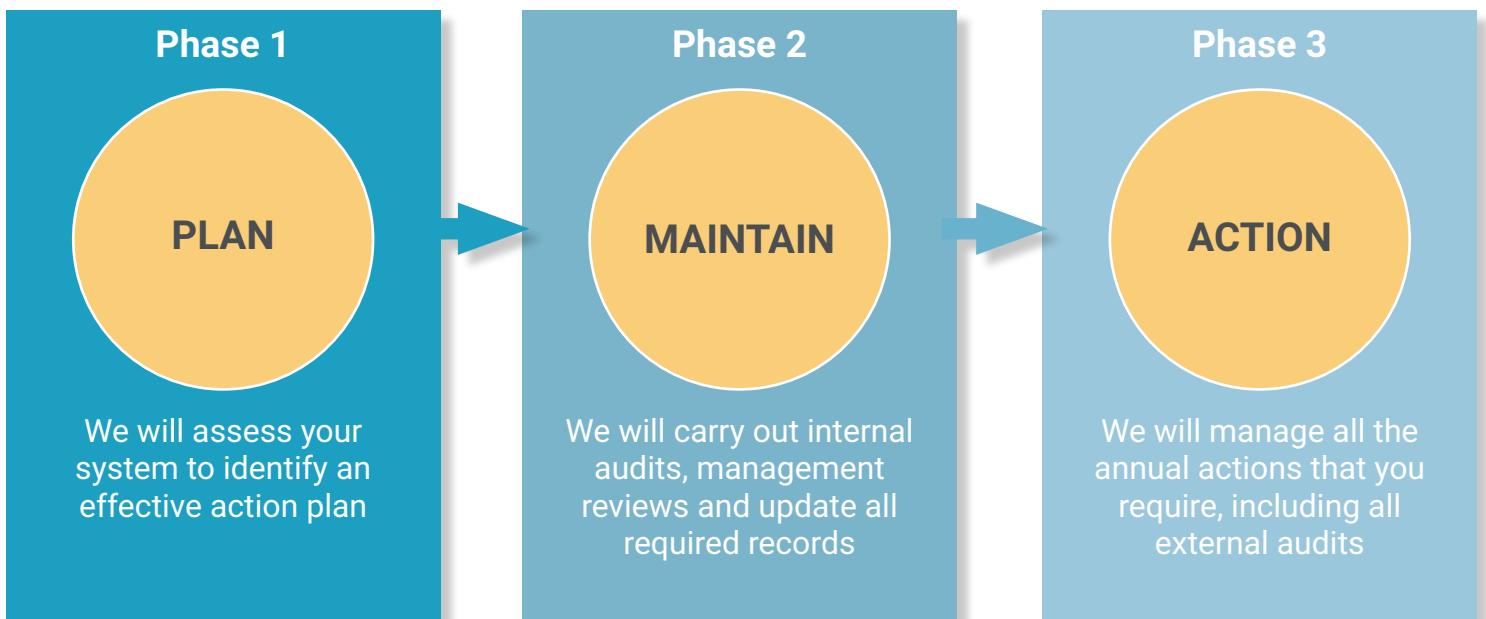 Phase 1
PLAN
We will assess your
system to identify an
effective action plan
Phase 2
MAINTAIN
We will carry out internal
audits, management
reviews and update all
required records
Phase 3
ACTION
We will manage all the
annual actions that you
require, including all
external audits